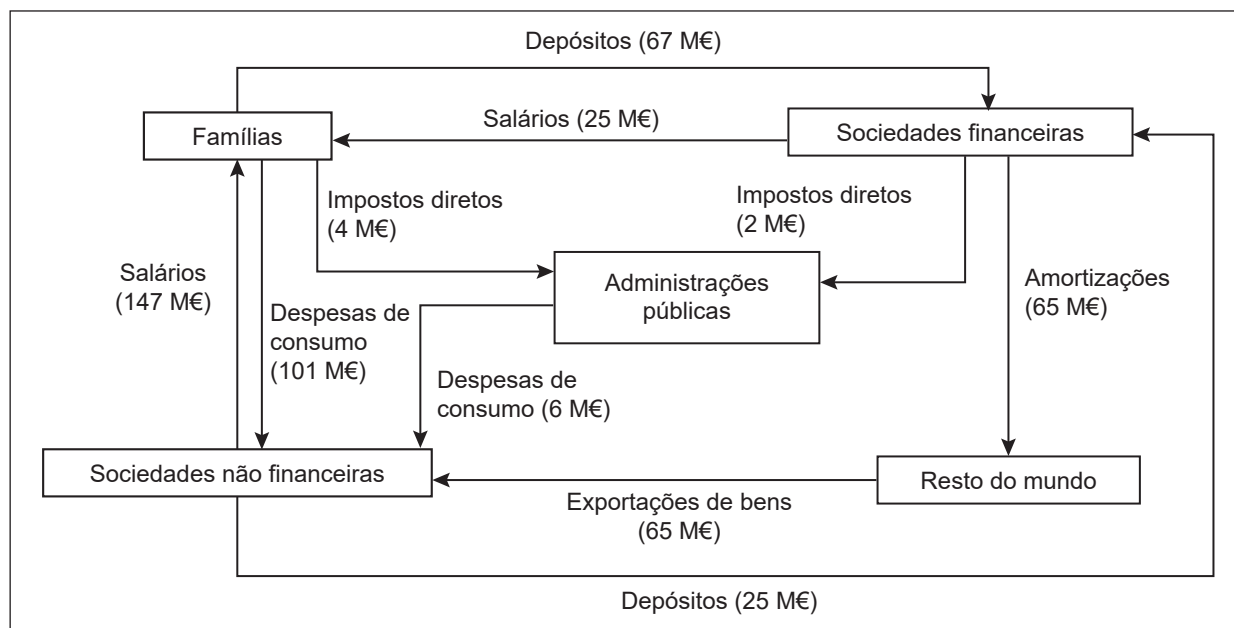 Depósitos (67 M€)
Famílias
Salários (25 M€)
Sociedades financeiras
Impostos diretos
(4 M€)
Impostos diretos
(2 M€)
Salários
(147 M€)
Despesas de
consumo
(101 M€)
Administrações
públicas
Amortizações
(65 M€)
Despesas de
consumo (6 M€)
Sociedades não financeiras
Exportações de bens
(65 M€)
Resto do mundo
Depósitos (25 M€)